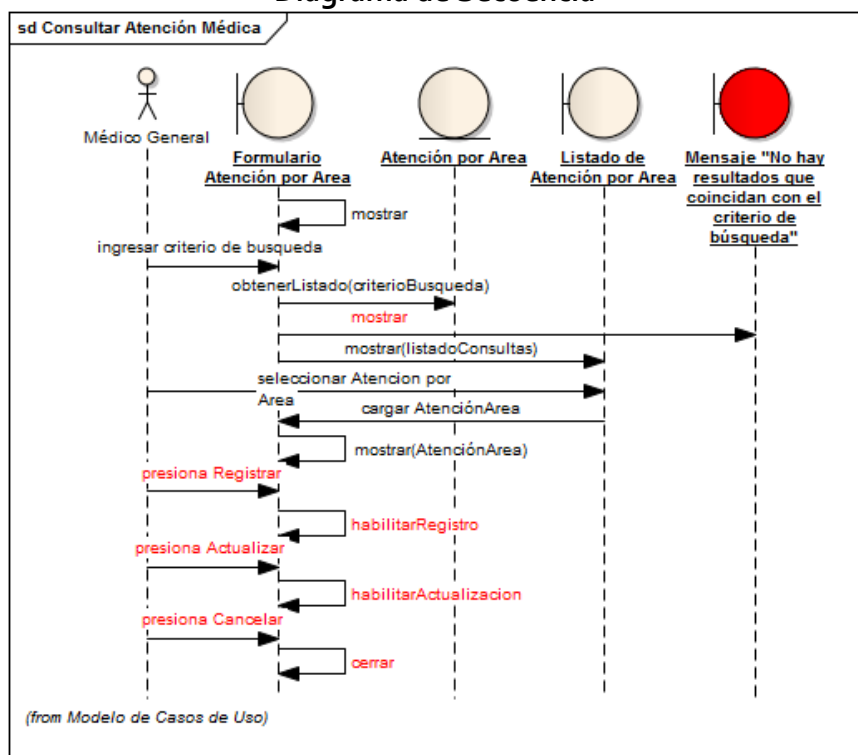 Diagrama de Secuencia
sd Consultar Atención Médica
Médico General
Formulario
Atención por Area
Atención por Area
Listado de
Atención por Area
Mensaje "No hay
resultados que
coincidan con el
criterio de
búsqueda"
mostrar
ingresar criterio de busqueda
obtenerListado(criterioBusqueda)
mostrar
mostrar(listadoConsultas)
seleccionar Atencion por
Area
cargar AtenciónArea
mostrar(AtenciónArea)
presiona Registrar
habilitarRegistro
presiona Actualizar
habilitarActualizacion
presiona Cancelar
cerrar
(from Modelo de Casos de Uso)